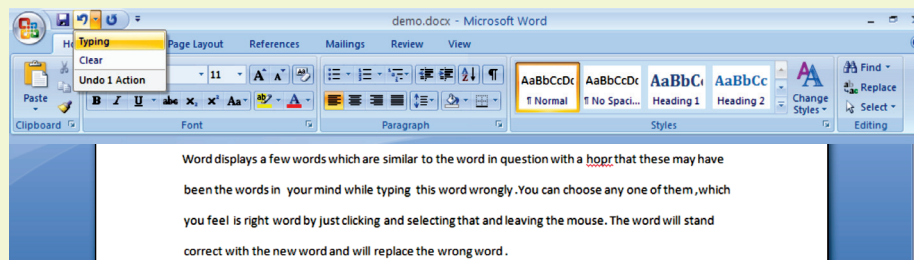 demo.docx - Microsoft Word
Typing
Page Layout References Mailings Review View
Clear
Undo 1 Action
11 A A
Paste
B I U abc X₂ X² Aa A
AaBbCcDc AaBbCcDc AaBbC AaBbCc
¶ Normal ¶ No Spaci... Heading 1 Heading 2
Change Styles
Find
Replace
Select
Clipboard Font Paragraph Styles Editing
Word displays a few words which are similar to the word in question with a hopr that these may have
been the words in your mind while typing this word wrongly .You can choose any one of them ,which
you feel is right word by just clicking and selecting that and leaving the mouse. The word will stand
correct with the new word and will replace the wrong word .